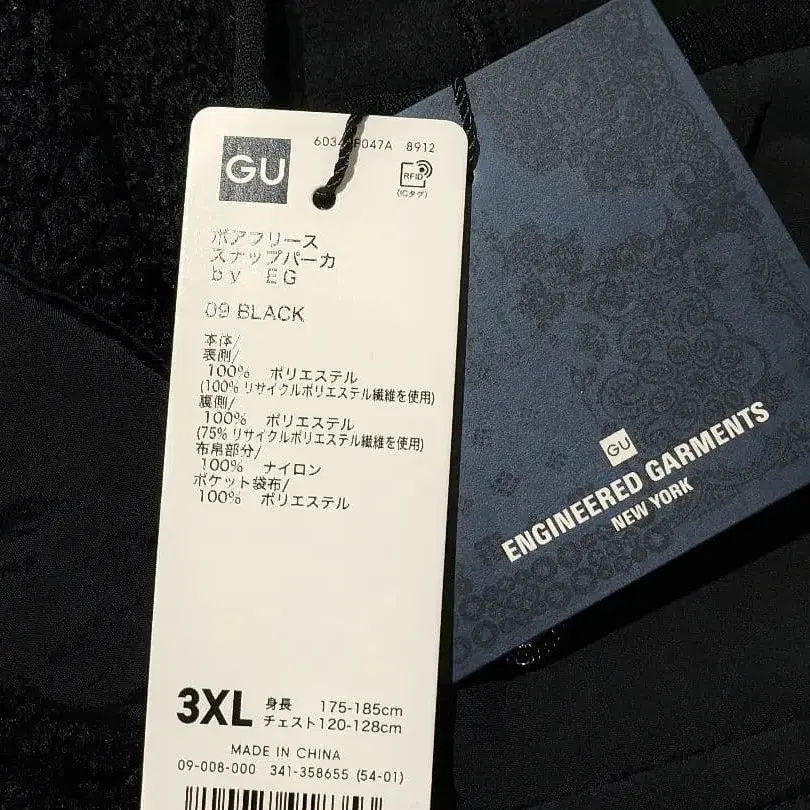 8912
GU
RFID
(ICタグ)
ボアフリース
スナップパーカ
by EG
09 BLACK
本体/
表側/
100% ポリエステル
(100% リサイクルポリエステル繊維を使用)
裏側/
100% ポリエステル
(75% リサイクルポリエステル繊維を使用)
布帛部分/
100% ナイロン
ポケット袋布/
100% ポリエステル
3XL 身長 175-185cm
チェスト120-128cm
MADE IN CHINA
09-008-000 341-358655 (54-01)
GU
ENGINEERED GARMENTS
NEW YORK